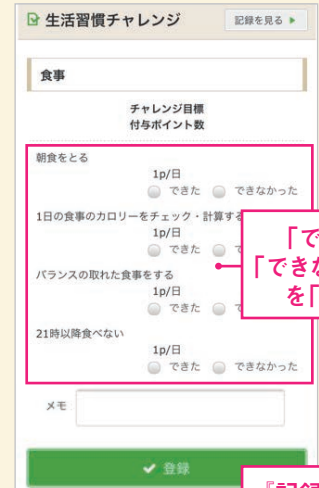 生活習慣チャレンジ
記録を見る ▶
食事
チャレンジ目標
付与ポイント数
朝食をとる
1p/日
できた できなかった
1日の食事のカロリーをチェック・計算する
1p/日
できた
バランスの取れた食事をする
1p/日
できた
21時以降食べない
1p/日
できた できなかった
「で
「できな
を「
メモ
✔ 登録